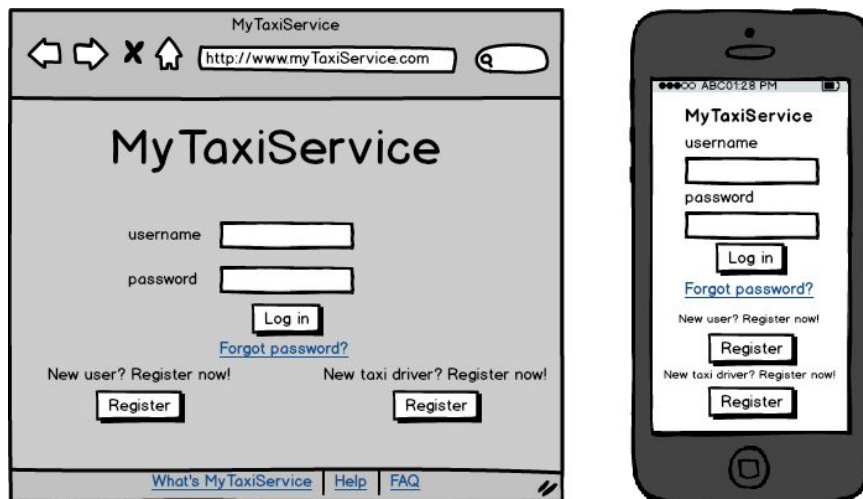 MyTaxiService
http://www.myTaxiService.com
MyTaxiService
username
password
Log in
Forgot password?
New user? Register now! New taxi driver? Register now!
Register Register
What's MyTaxiService Help FAQ
ABC01:28 PM
MyTaxiService
username
password
Log in
Forgot password?
New user? Register now!
Register
New taxi driver? Register now!
Register